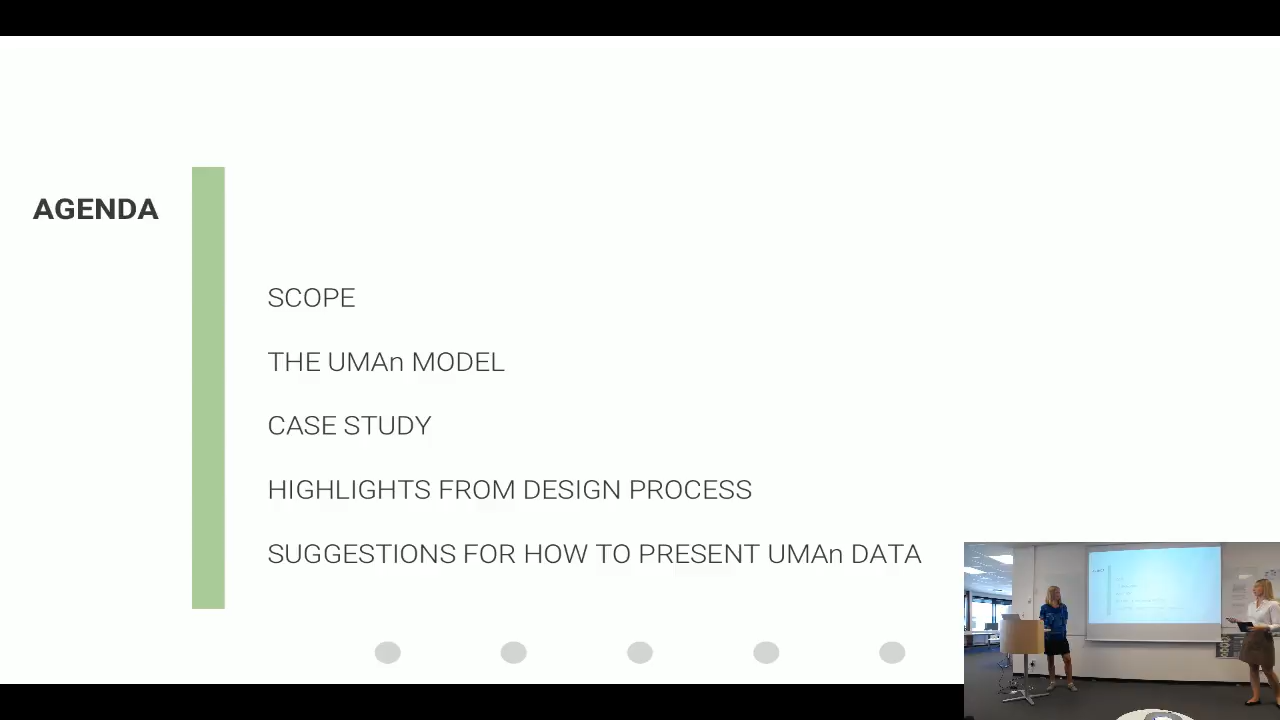 AGENDA
SCOPE
THE UMAn MODEL
CASE STUDY
HIGHLIGHTS FROM DESIGN PROCESS
SUGGESTIONS FOR HOW TO PRESENT UMAn DATA